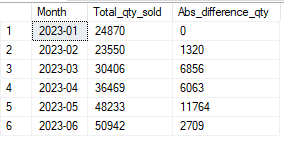 Month Total_qty_sold Abs_difference_qty
1 2023-01 24870 0
2 2023-02 23550 1320
3 2023-03 30406 6856
4 2023-04 36469 6063
5 2023-05 48233 11764
6 2023-06 50942 2709